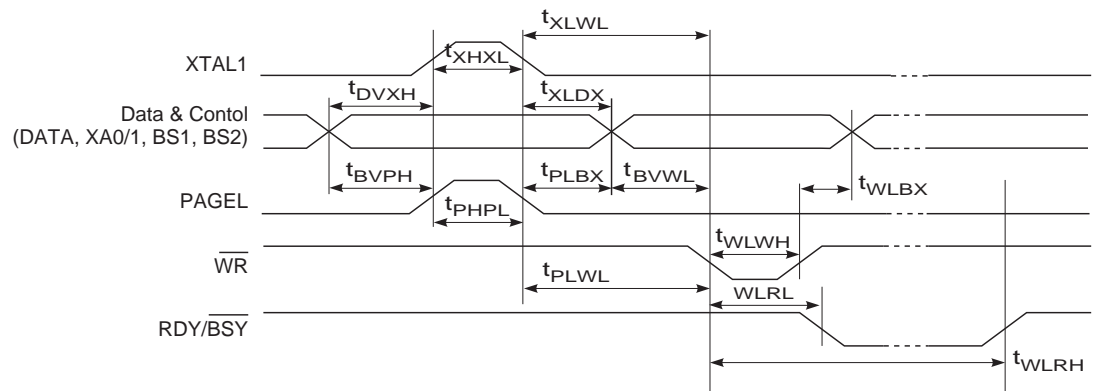 tXLWL
XTAL1
tXHXL
tDVXH
tXLDX
Data & Contol
(DATA, XA0/1, BS1, BS2)
tBVPH
tPLBX
tBVWL
tWLBX
PAGEL
tPHPL
tWLWH
WR
tPLWL
WLRL
RDY/BSY
tWLRH